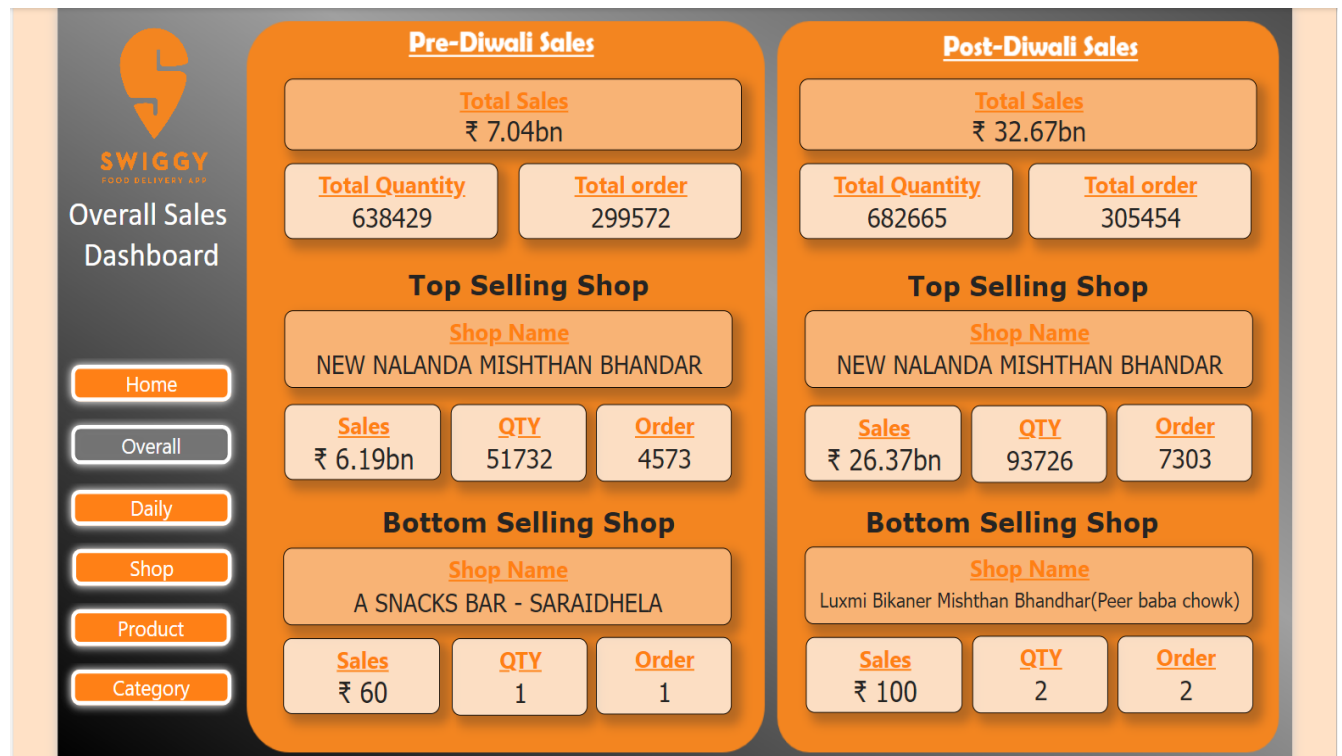 SWIGGY
FOOD DELIVERY APP
Overall Sales
Dashboard
Home
Overall
Daily
Shop
Product
Category
Pre-Diwali Sales
Total Sales
₹ 7.04bn
Total Quantity
638429
Total order
299572
Top Selling Shop
Shop Name
NEW NALANDA MISHTHAN BHANDAR
Sales
₹ 6.19bn
QTY
51732
Order
4573
Bottom Selling Shop
Shop Name
A SNACKS BAR - SARAIDHELA
Sales
₹ 60
QTY
1
Order
1
Post-Diwali Sales
Total Sales
₹ 32.67bn
Total Quantity
682665
Total order
305454
Top Selling Shop
Shop Name
NEW NALANDA MISHTHAN BHANDAR
Sales
₹ 26.37bn
QTY
93726
Order
7303
Bottom Selling Shop
Shop Name
Luxmi Bikaner Mishthan Bhandhar(Peer baba chowk)
Sales
₹ 100
QTY
2
Order
2